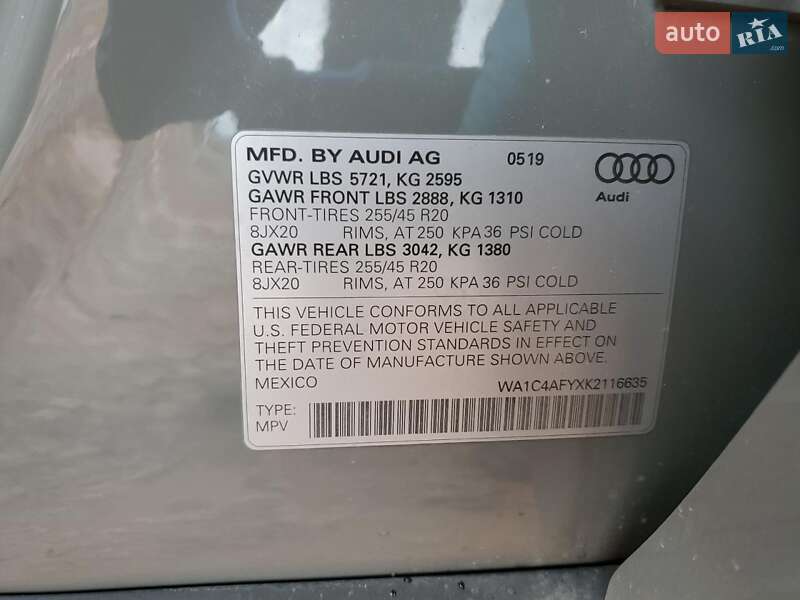 auto RIA .com
MFD. BY AUDI AG 0519
GVWR LBS 5721, KG 2595
GAWR FRONT LBS 2888, KG 1310
FRONT-TIRES 255/45 R20
8JX20 RIMS, AT 250 KPA 36 PSI COLD
GAWR REAR LBS 3042, KG 1380
REAR-TIRES 255/45 R20
8JX20 RIMS, AT 250 KPA 36 PSI COLD
Audi
THIS VEHICLE CONFORMS TO ALL APPLICABLE
U.S. FEDERAL MOTOR VEHICLE SAFETY AND
THEFT PREVENTION STANDARDS IN EFFECT ON
THE DATE OF MANUFACTURE SHOWN ABOVE.
MEXICO WA1C4AFYXK2116635
TYPE:
MPV